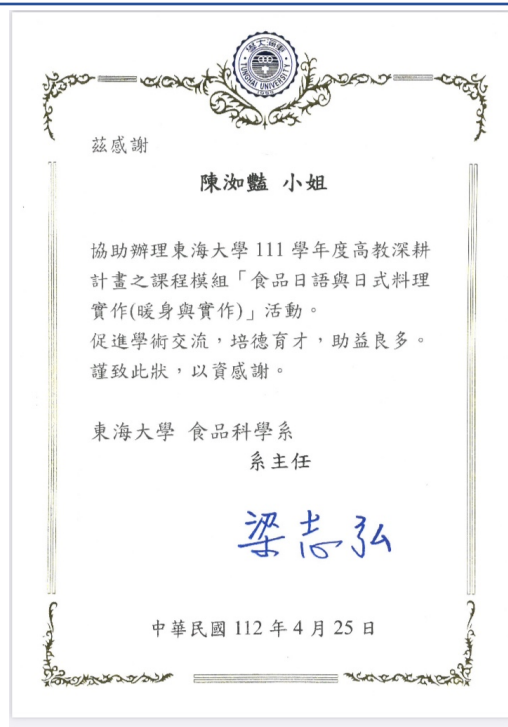 東海大學
TUNGHAI UNIVERSITY
茲感謝
陳洳豔 小姐
協助辦理東海大學 111 學年度高教深耕
計畫之課程模組「食品日語與日式料理
實作(暖身與實作)」活動。
促進學術交流，培德育才，助益良多。
謹致此狀，以資感謝。
東海大學 食品科學系
系主任
梁志弘
中華民國 112 年 4 月 25 日